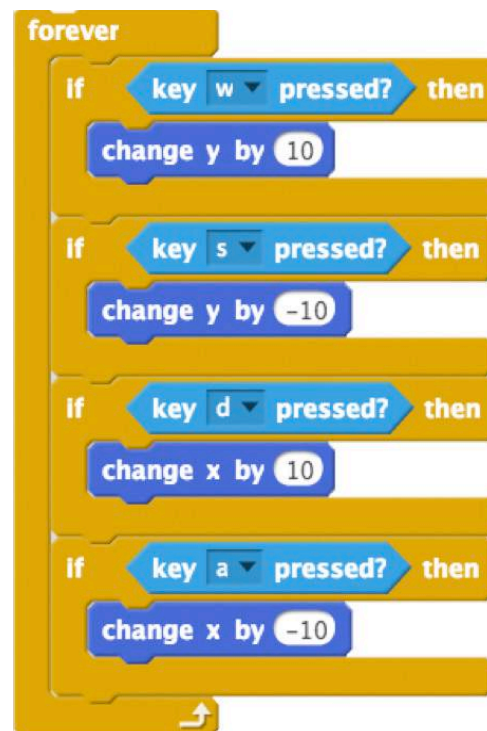 forever
if key w pressed? then
change y by 10
if key s pressed? then
change y by -10
if key d pressed? then
change x by 10
if key a pressed? then
change x by -10